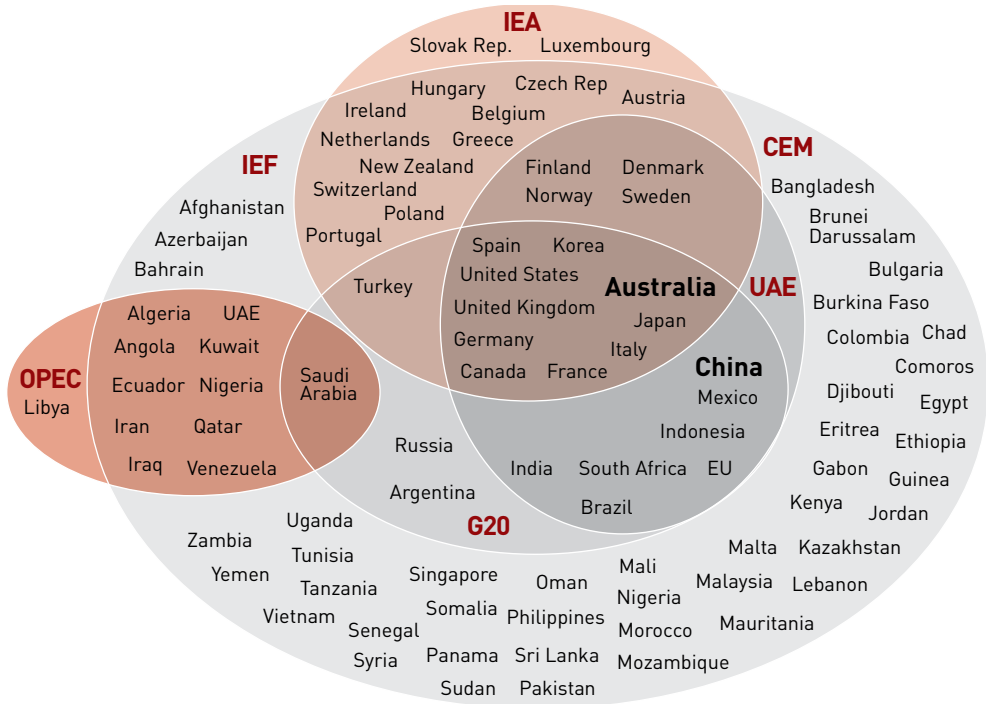 IEA
Slovak Rep.
Luxembourg
Hungary
Czech Rep
Austria
Ireland
Belgium
Netherlands
Greece
New Zealand
Switzerland
Poland
Portugal
Finland
Denmark
Norway
Sweden
CEM
IEF
Afghanistan
Azerbaijan
Bahrain
Turkey
Spain
Korea
United States
Australia
United Kingdom
Japan
Germany
Italy
Canada
France
UAE
China
Mexico
Indonesia
India
South Africa
EU
Brazil
OPEC
Libya
Algeria
UAE
Angola
Kuwait
Ecuador
Nigeria
Iran
Qatar
Iraq
Venezuela
Saudi
Arabia
Russia
Argentina
G20
Bangladesh
Brunei
Darussalam
Bulgaria
Burkina Faso
Colombia
Chad
Comoros
Djibouti
Egypt
Eritrea
Ethiopia
Gabon
Guinea
Kenya
Jordan
Malta
Kazakhstan
Malaysia
Lebanon
Mauritania
Mali
Nigeria
Morocco
Mozambique
Oman
Philippines
Sri Lanka
Pakistan
Singapore
Somalia
Panama
Sudan
Uganda
Zambia
Tunisia
Yemen
Tanzania
Vietnam
Senegal
Syria